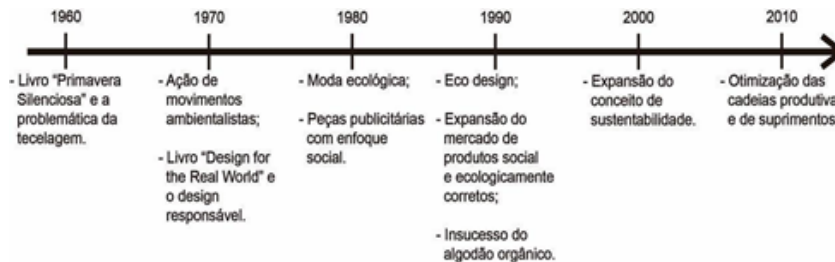 1960
1970
1980
1990
2000
2010
- Livro "Primavera
Silenciosa" e a
problemática da
tecelagem.
- Ação de
movimentos
ambientalistas;
- Livro "Design for
the Real World" e
o design
responsável.
- Moda ecológica;
- Peças publicitárias
com enfoque
social.
- Eco design;
- Expansão do
mercado de
produtos social
e ecologicamente
corretos;
- Insucesso do
algodão orgânico.
- Expansão do
conceito de
sustentabilidade.
- Otimização das
cadeias produtiva
e de suprimentos